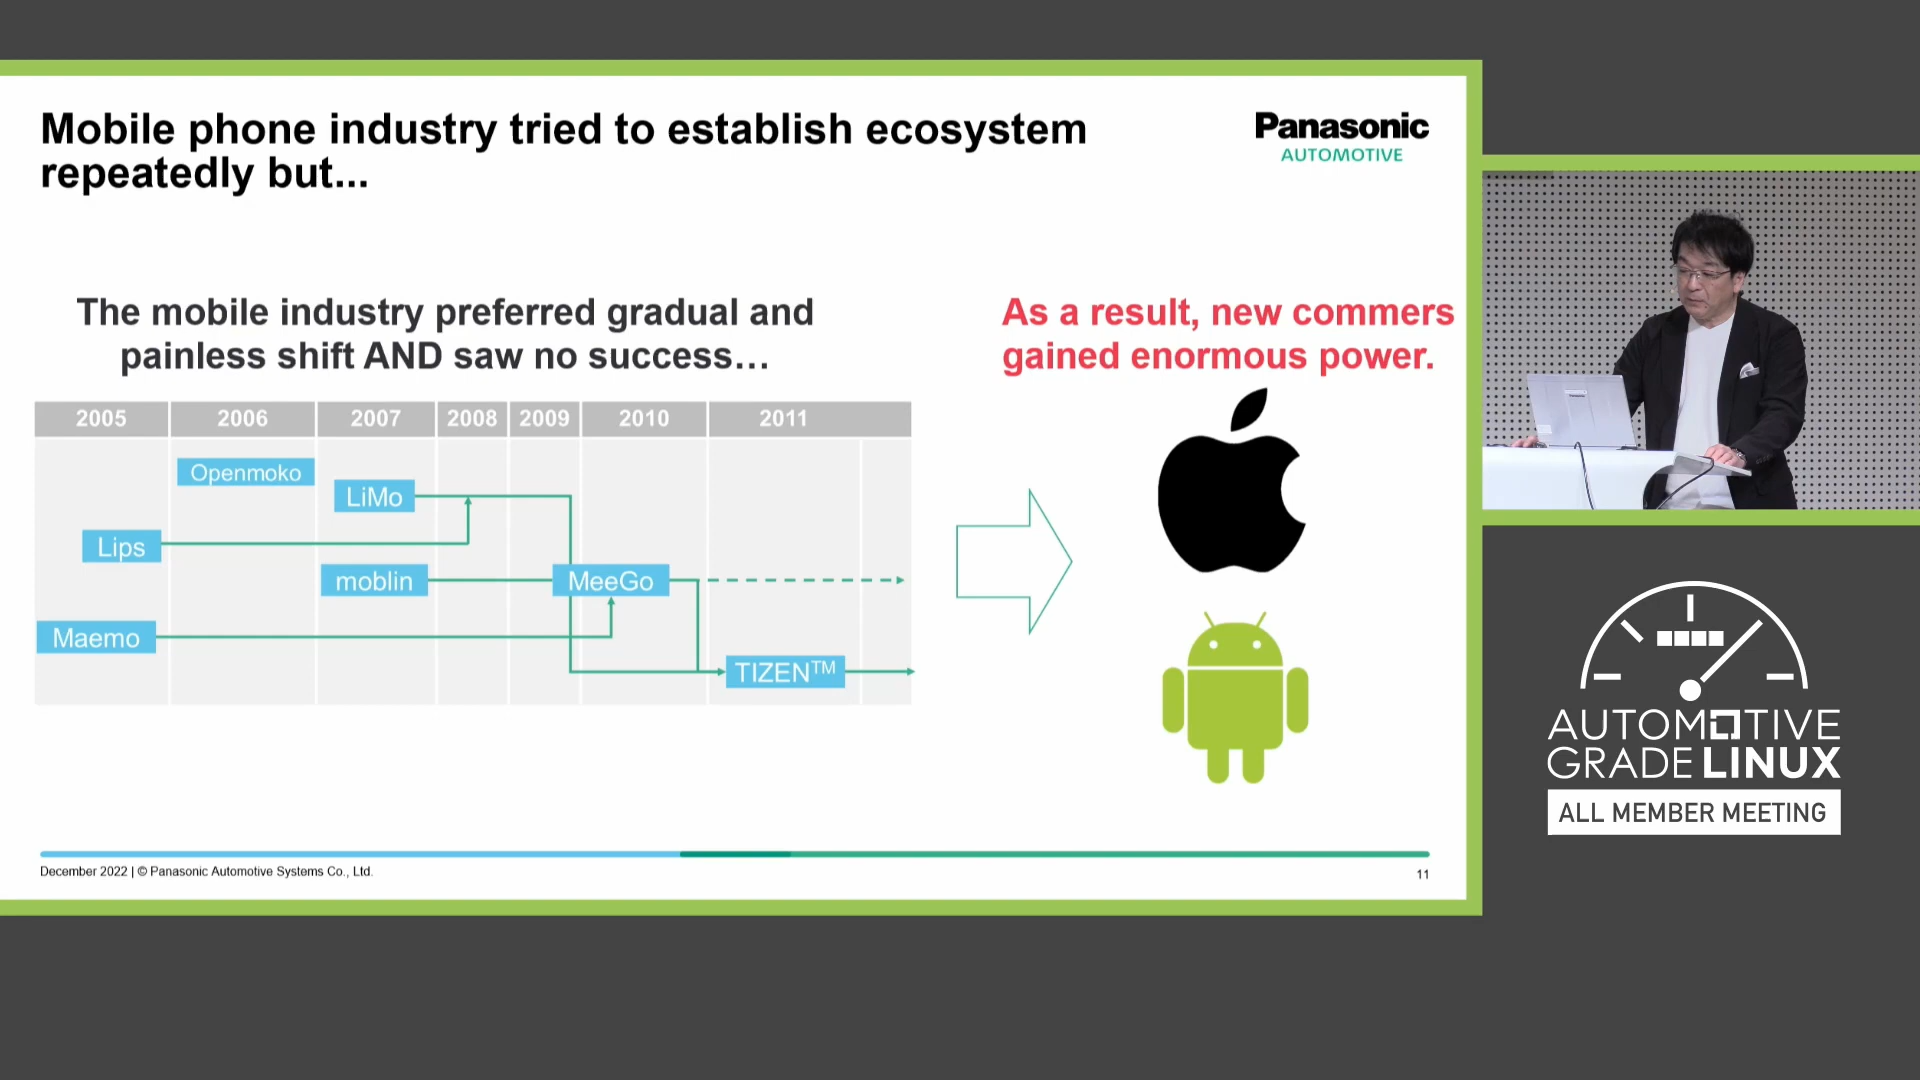 Mobile phone industry tried to establish ecosystem
repeatedly but...
Panasonic
AUTOMOTIVE
The mobile industry preferred gradual and
painless shift AND saw no success…
As a result, new commers
gained enormous power.
2005 2006 2007 2008 2009 2010 2011
Openmoko
LiMo
Lips
moblin
MeeGo
Maemo
TIZEN™
December 2022 | © Panasonic Automotive Systems Co., Ltd.
11
Panasonic
AUTOMOTIVE
GRADE LINUX
ALL MEMBER MEETING